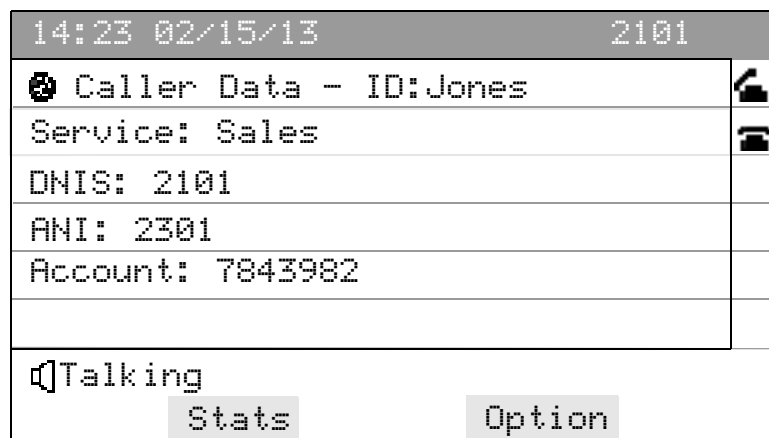 14:23 02/15/13 2101
Caller Data - ID:Jones
Service: Sales
DNIS: 2101
ANI: 2301
Account: 7843982
Talking
Stats Option